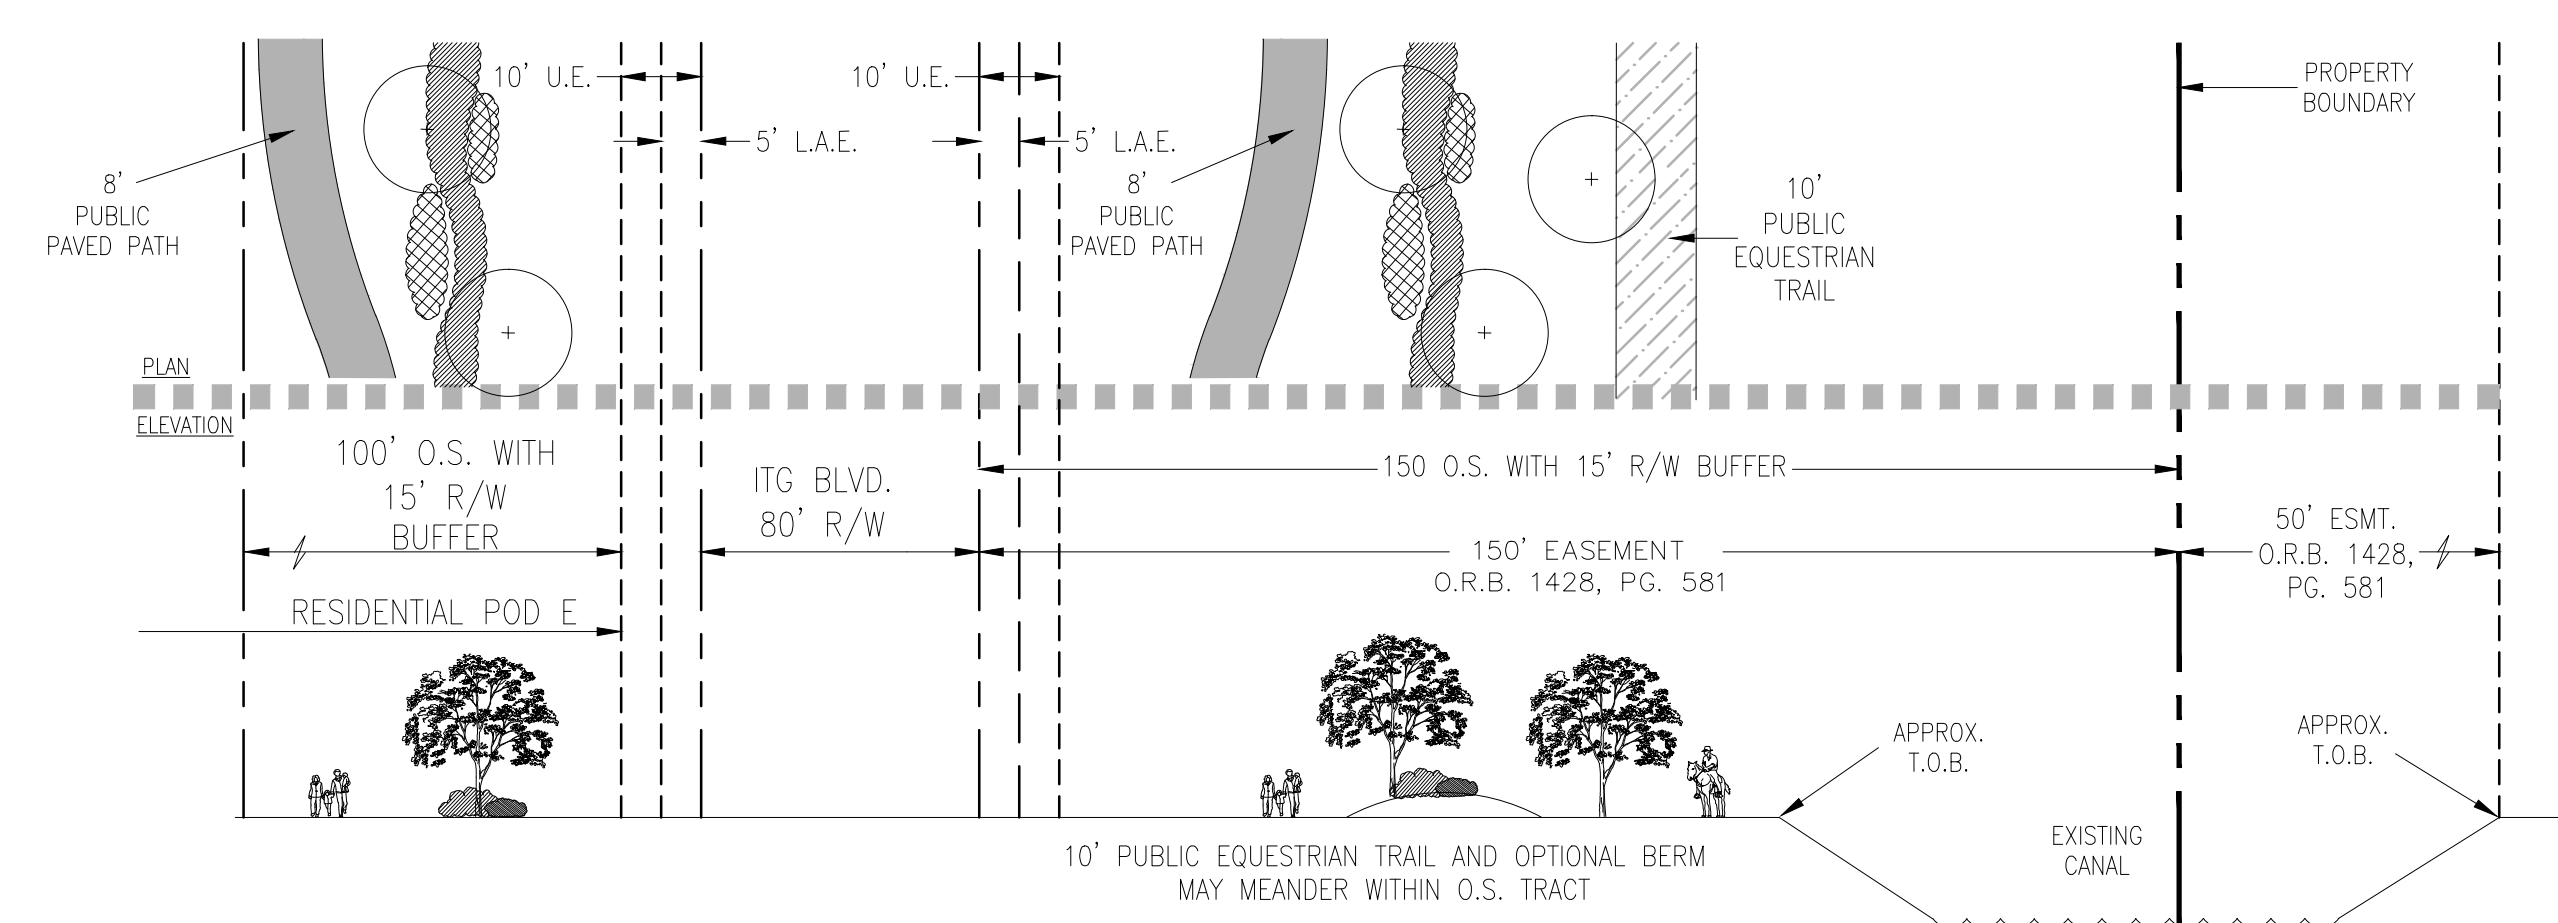 10' U.E.
10' U.E.
PROPERTY
BOUNDARY
5' L.A.E.
5' L.A.E.
8'
PUBLIC
PAVED PATH
8'
PUBLIC
PAVED PATH
10'
PUBLIC
EQUESTRIAN
TRAIL
PLAN
ELEVATION
100' O.S. WITH
15' R/W
BUFFER
ITG BLVD.
80' R/W
150 O.S. WITH 15' R/W BUFFER
150' EASEMENT
O.R.B. 1428, PG. 581
50' ESMT.
O.R.B. 1428,
PG. 581
RESIDENTIAL POD E
APPROX.
T.O.B.
APPROX.
T.O.B.
EXISTING
CANAL
10' PUBLIC EQUESTRIAN TRAIL AND OPTIONAL BERM
MAY MEANDER WITHIN O.S. TRACT